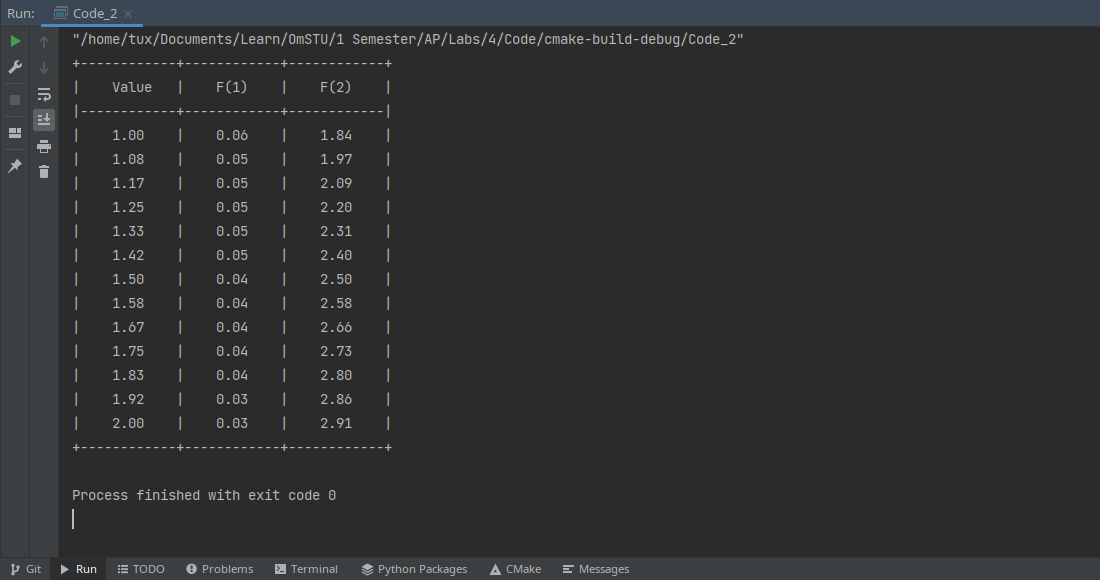 Run: Code_2
"/home/tux/Documents/Learn/OmSTU/1 Semester/AP/Labs/4/Code/cmake-build-debug/Code_2"
+------------+------------+------------+
|    Value   |    F(1)    |    F(2)    |
|------------+------------+------------|
|    1.00    |    0.06    |    1.84    |
|    1.08    |    0.05    |    1.97    |
|    1.17    |    0.05    |    2.09    |
|    1.25    |    0.05    |    2.20    |
|    1.33    |    0.05    |    2.31    |
|    1.42    |    0.05    |    2.40    |
|    1.50    |    0.04    |    2.50    |
|    1.58    |    0.04    |    2.58    |
|    1.67    |    0.04    |    2.66    |
|    1.75    |    0.04    |    2.73    |
|    1.83    |    0.04    |    2.80    |
|    1.92    |    0.03    |    2.86    |
|    2.00    |    0.03    |    2.91    |
+------------+------------+------------+
Process finished with exit code 0
Git Run TODO Problems Terminal Python Packages CMake Messages